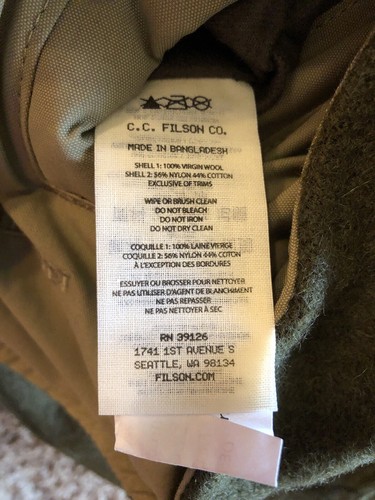 C.C. FILSON CO.
MADE IN BANGLADESH
SHELL 1: 100% VIRGIN WOOL
SHELL 2: 56% NYLON 44% COTTON
EXCLUSIVE OF TRIMS
WIPE OR BRUSH CLEAN
DO NOT BLEACH
DO NOT IRON
DO NOT DRY CLEAN
COQUILLE 1: 100% LAINE VIERGE
COQUILLE 2: 56% NYLON 44% COTON
À L'EXCEPTION DES BORDURES
ESSUYER OU BROSSER POUR NETTOYER
NE PAS UTILISER D'AGENT DE BLANCHIMENT
NE PAS REPASSER
NE PAS NETTOYER À SEC
RN 39126
1741 1ST AVENUE S
SEATTLE, WA 98134
FILSON.COM